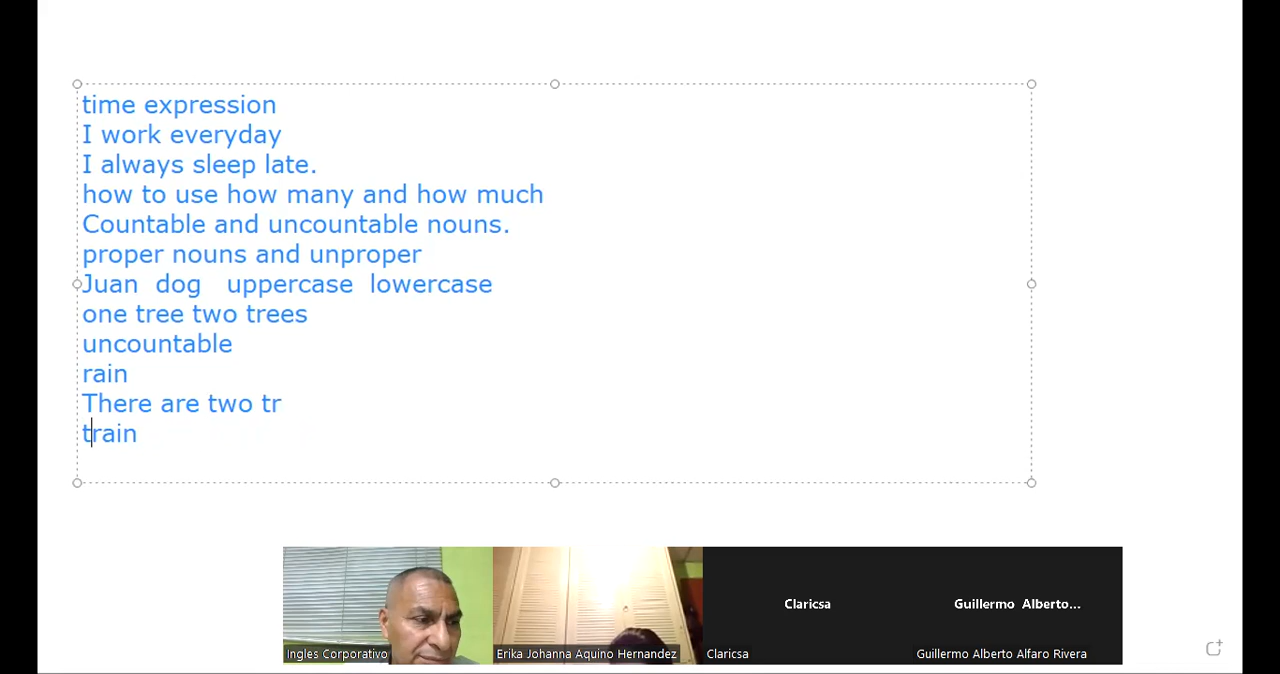 time expression
I work everyday
I always sleep late.
how to use how many and how much
Countable and uncountable nouns.
proper nouns and unproper
Juan dog uppercase lowercase
one tree two trees
uncountable
rain
There are two tr
train
Claricsa
Guillermo Alberto...
Ingles Corporativo
Erika Johanna Aquino Hernandez
Claricsa
Guillermo Alberto Alfaro Rivera